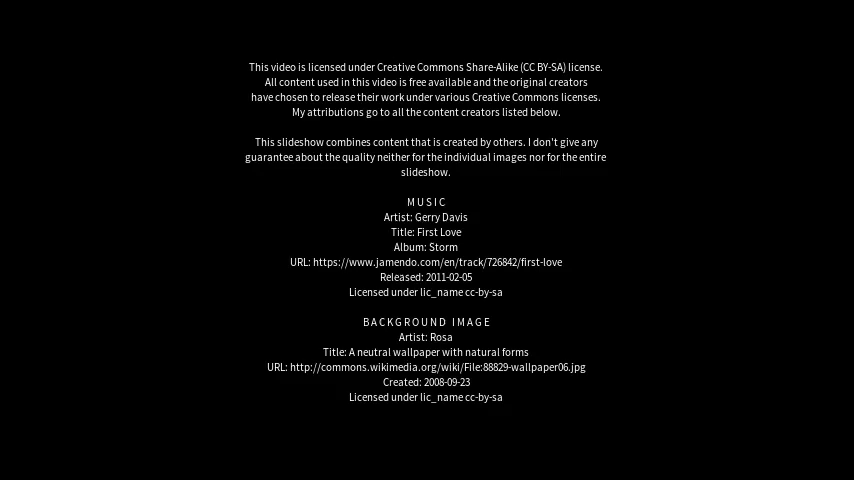 This video is licensed under Creative Commons Share-Alike (CC BY-SA) license.
All content used in this video is free available and the original creators
have chosen to release their work under various Creative Commons licenses.
My attributions go to all the content creators listed below.
This slideshow combines content that is created by others. I don't give any
guarantee about the quality neither for the individual images nor for the entire
slideshow.
MUSIC
Artist: Gerry Davis
Title: First Love
Album: Storm
URL: https://www.jamendo.com/en/track/726842/first-love
Released: 2011-02-05
Licensed under lic_name cc-by-sa
BACKGROUND IMAGE
Artist: Rosa
Title: A neutral wallpaper with natural forms
URL: http://commons.wikimedia.org/wiki/File:88829-wallpaper06.jpg
Created: 2008-09-23
Licensed under lic_name cc-by-sa